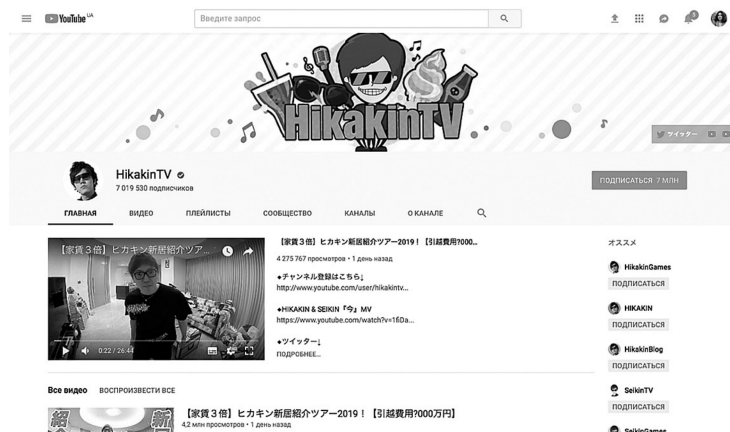 YouTube UA
Введите запрос
5
HikakinTV
ツイッター
HikakinTV
7 019 530 подписчиков
ПОДПИСАТЬСЯ 7 МЛН
ГЛАВНАЯ
ВИДЕО
ПЛЕЙЛИСТЫ
СООБЩЕСТВО
КАНАЛЫ
О КАНАЛЕ
【家賃3倍】ヒカキン新居紹介ツア...
0:22 / 26:44
【家賃3倍】ヒカキン新居紹介ツアー2019！【引越費用?000...
4 275 767 просмотров • 1 день назад
◆チャンネル登録はこちら↓
http://www.youtube.com/user/hikakintv...
◆HIKAKIN & SEIKIN『今』MV
https://www.youtube.com/watch?v=1fiDa...
◆ツイッター↓
ПОДРОБНЕЕ...
オススメ
HikakinGames
ПОДПИСАТЬСЯ
HIKAKIN
ПОДПИСАТЬСЯ
HikakinBlog
ПОДПИСАТЬСЯ
SeikinTV
ПОДПИСАТЬСЯ
SeikinGames
Все видео
ВОСПРОИЗВЕСТИ ВСЕ
紹 新
【家賃3倍】ヒカキン新居紹介ツアー2019！【引越費用?000万円】
4,2 млн просмотров • 1 день назад